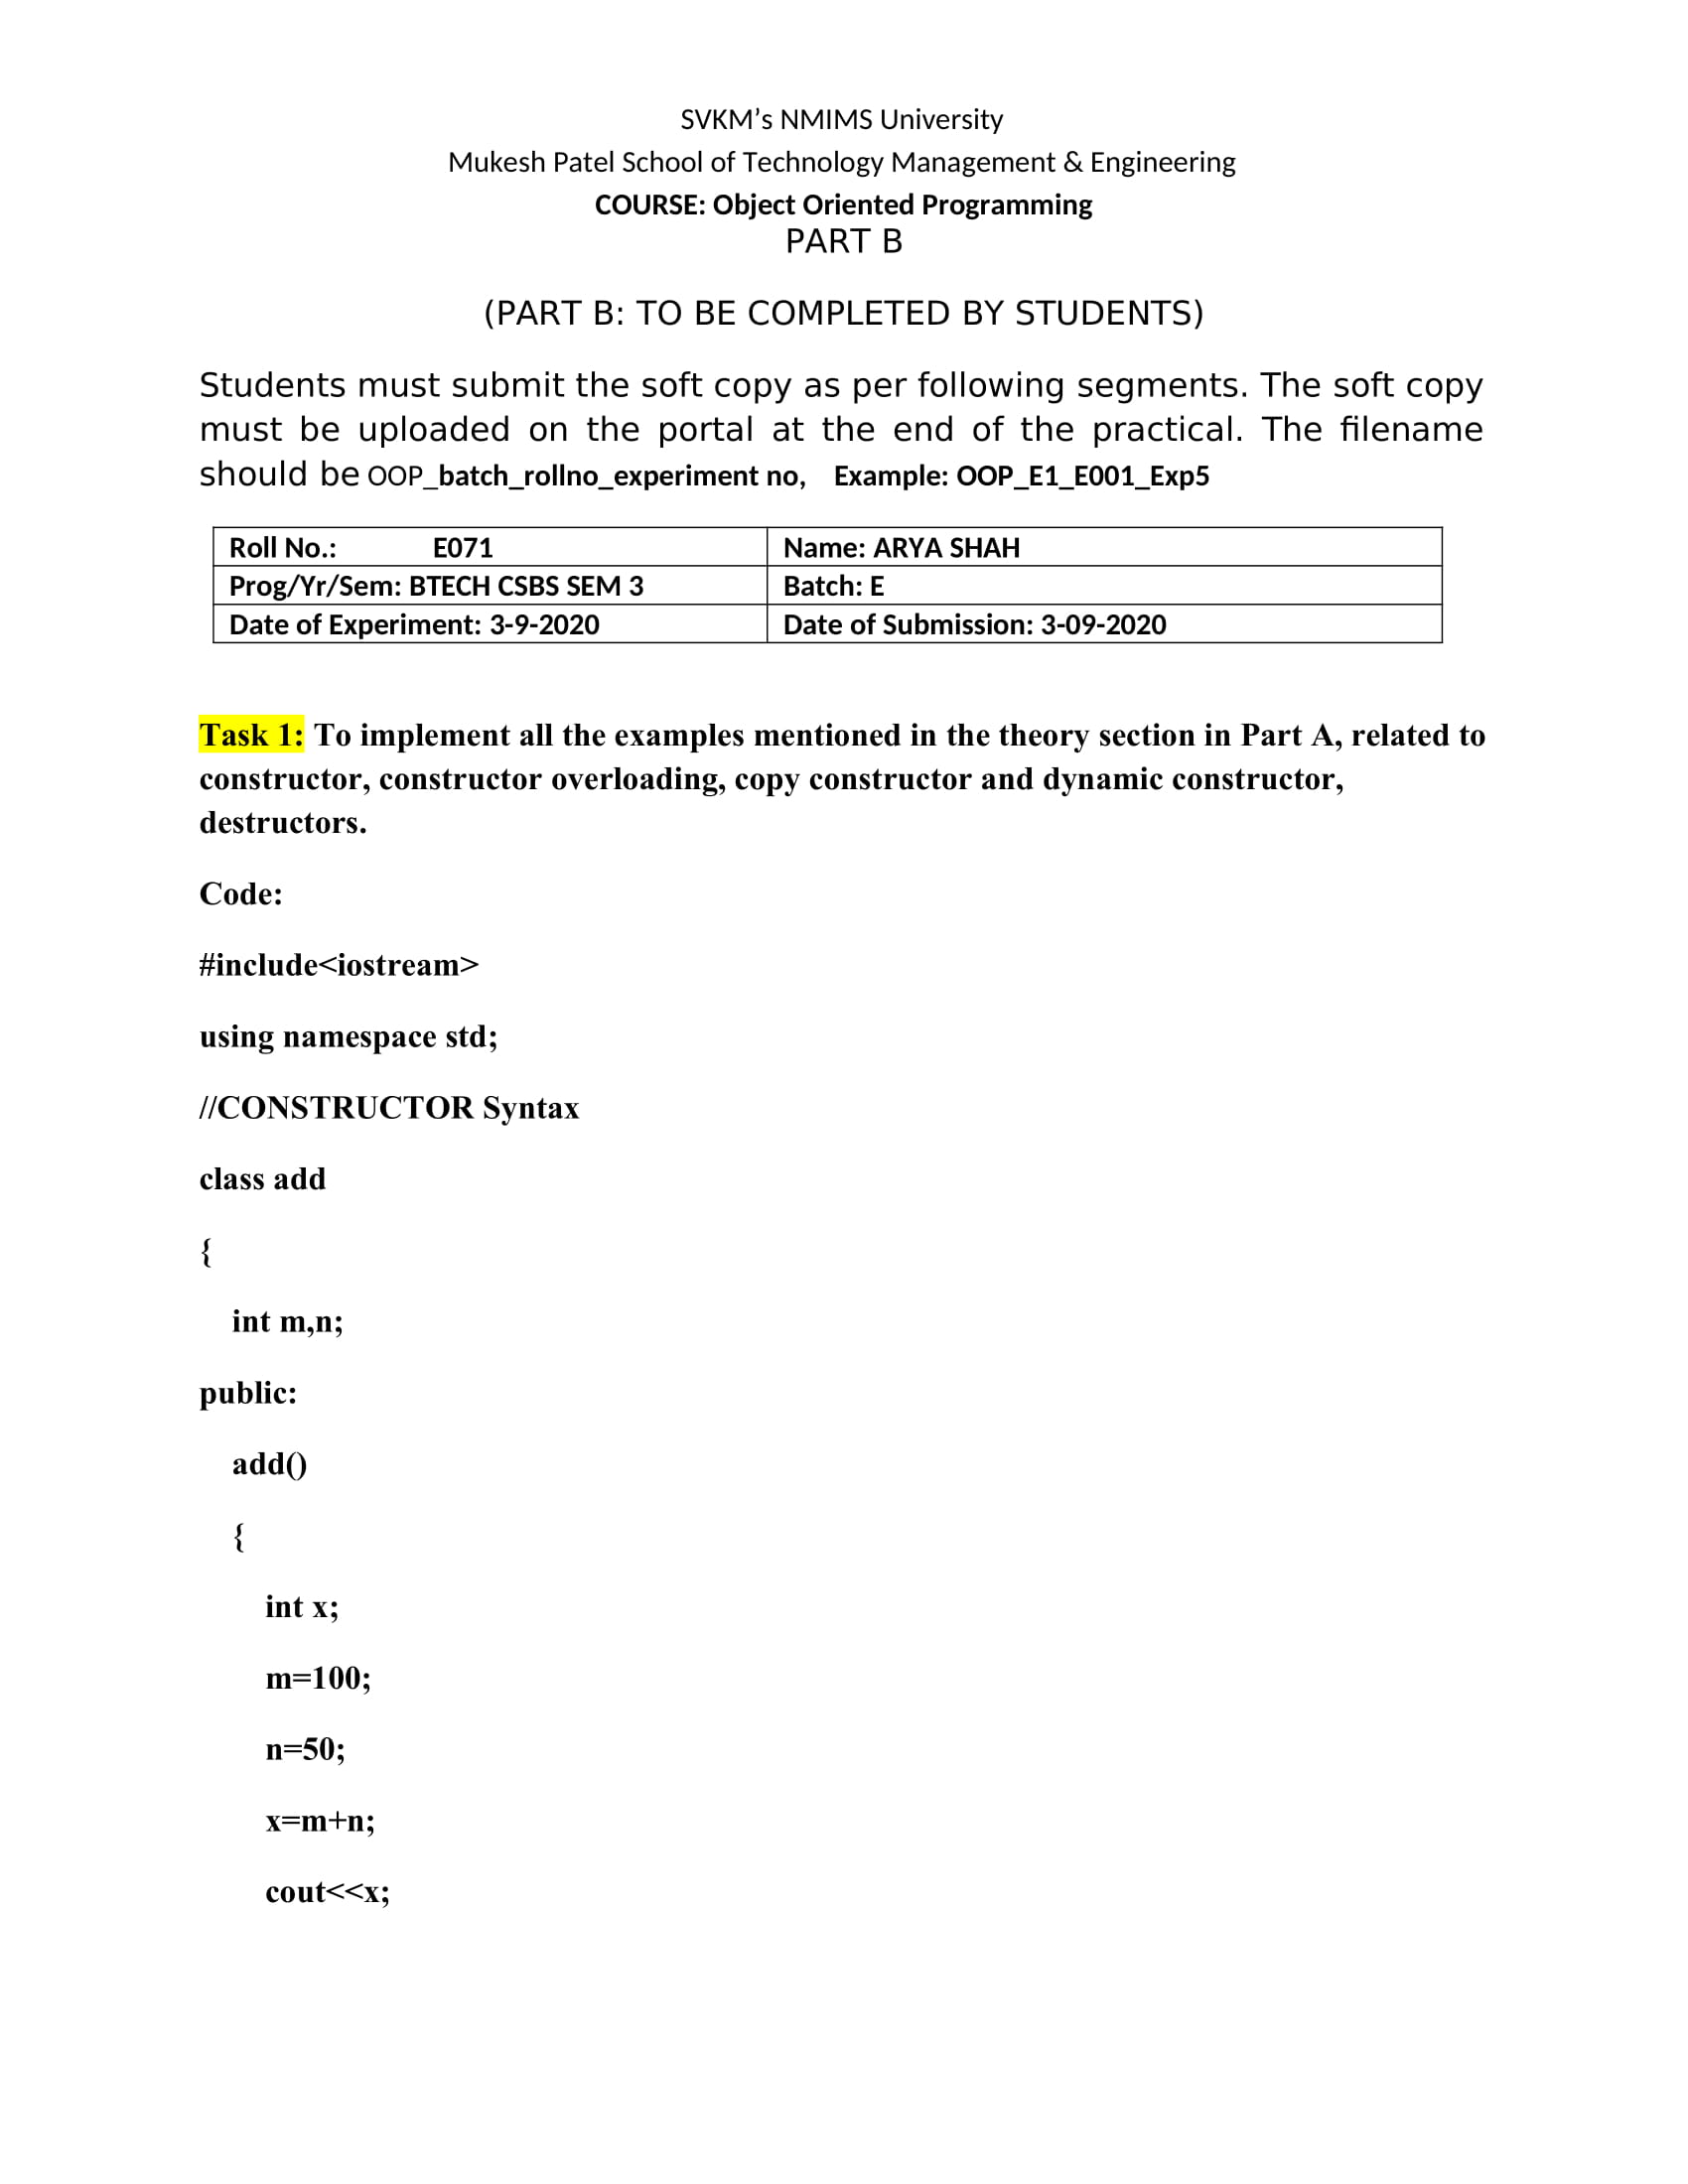 SVKM’s NMIMS University
Mukesh Patel School of Technology Management & Engineering
COURSE: Object Oriented Programming
PART B
(PART B: TO BE COMPLETED BY STUDENTS)
Students must submit the soft copy as per following segments. The soft copy
must be uploaded on the portal at the end of the practical. The filename
should be OOP_batch_rollno_experiment no, Example: OOP_E1_E001_Exp5
Roll No.: E071 Name: ARYA SHAH
Prog/Yr/Sem: BTECH CSBS SEM 3 Batch: E
Date of Experiment: 3-9-2020 Date of Submission: 3-09-2020
Task 1: To implement all the examples mentioned in the theory section in Part A, related to
constructor, constructor overloading, copy constructor and dynamic constructor,
destructors.
Code:
#include<iostream>
using namespace std;
//CONSTRUCTOR Syntax
class add
{
int m,n;
public:
add()
{
int x;
m=100;
n=50;
x=m+n;
cout<<x;